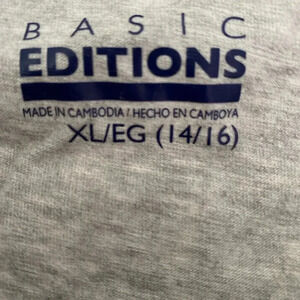 BASIC
EDITIONS
MADE IN CAMBODIA / HECHO EN CAMBOYA
XL/EG (14/16)